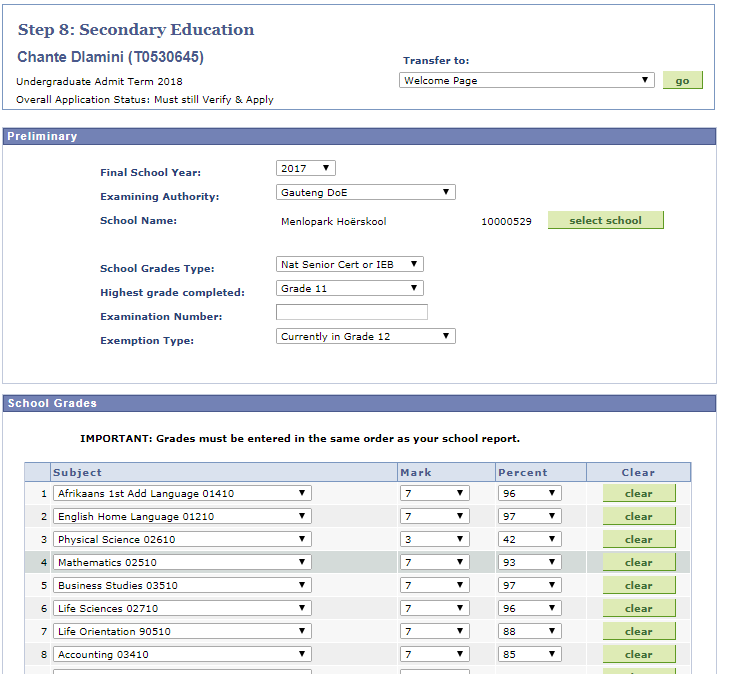 Step 8: Secondary Education
Chante Dlamini (T0530645)
Undergraduate Admit Term 2018
Overall Application Status: Must still Verify & Apply
Transfer to:
Welcome Page go
Preliminary
Final School Year: 2017
Examining Authority: Gauteng DoE
School Name: Menlopark Hoërskool 10000529 select school
School Grades Type: Nat Senior Cert or IEB
Highest grade completed: Grade 11
Examination Number:
Exemption Type: Currently in Grade 12
School Grades
IMPORTANT: Grades must be entered in the same order as your school report.
Subject Mark Percent Clear
1 Afrikaans 1st Add Language 01410 7 96 clear
2 English Home Language 01210 7 97 clear
3 Physical Science 02610 3 42 clear
4 Mathematics 02510 7 93 clear
5 Business Studies 03510 7 97 clear
6 Life Sciences 02710 7 96 clear
7 Life Orientation 90510 7 88 clear
8 Accounting 03410 7 85 clear